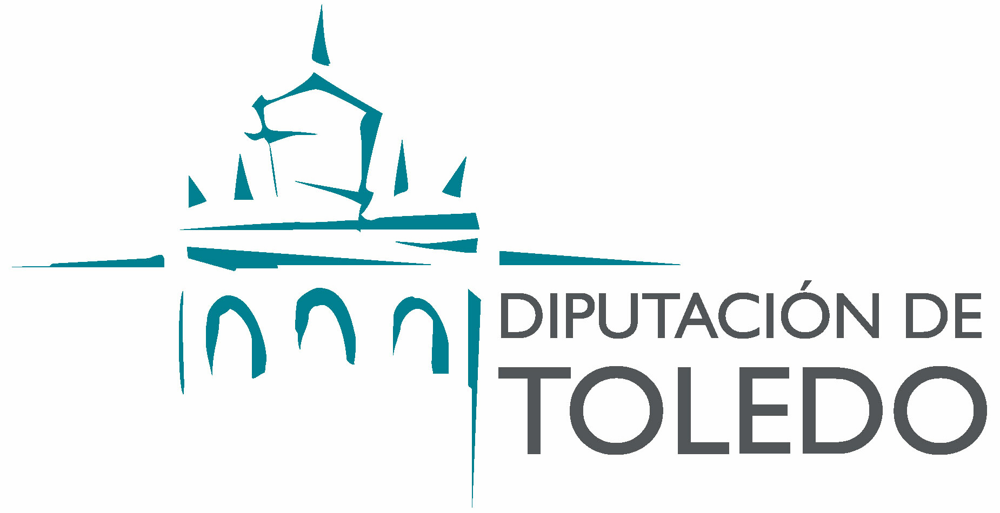 DIPUTACIÓN DE
TOLEDO